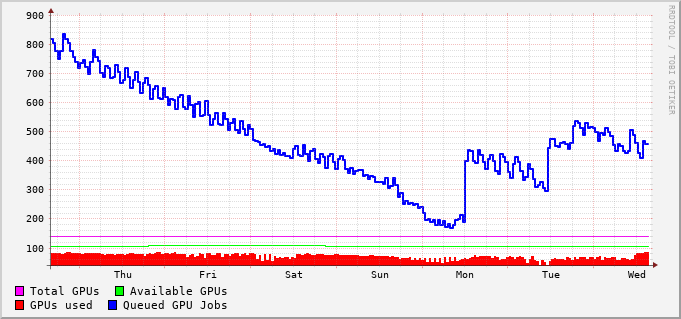 900
800
700
600
500
400
300
200
100
Thu Fri Sat Sun Mon Tue Wed
Total GPUs Available GPUs
GPUs used Queued GPU Jobs
RRDTOOL / TOBI OETIKER